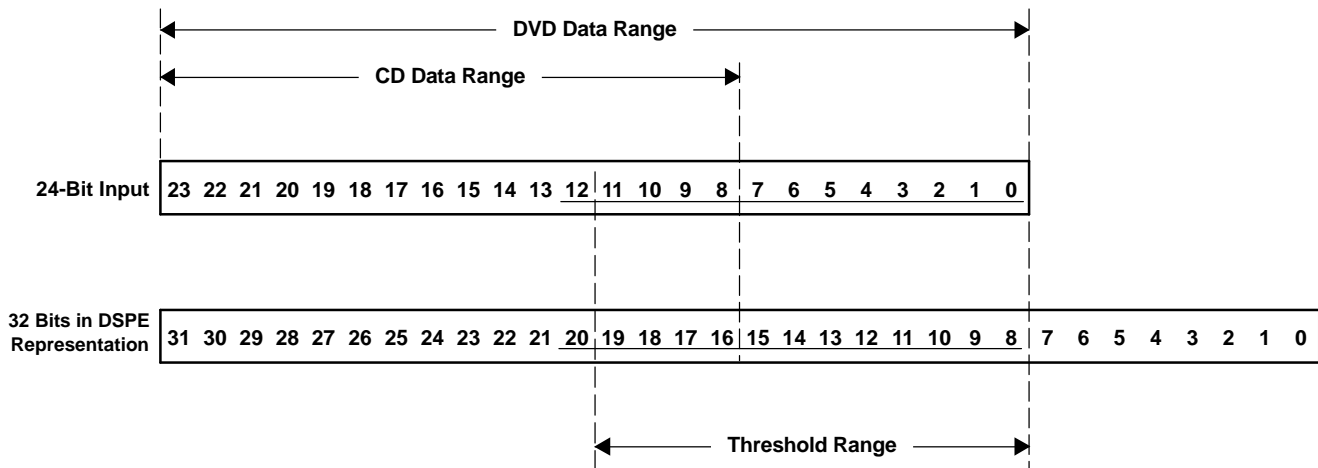 DVD Data Range
CD Data Range
24-Bit Input 23 22 21 20 19 18 17 16 15 14 13 12 11 10 9 8 7 6 5 4 3 2 1 0
32 Bits in DSPE
Representation 31 30 29 28 27 26 25 24 23 22 21 20 19 18 17 16 15 14 13 12 11 10 9 8 7 6 5 4 3 2 1 0
Threshold Range